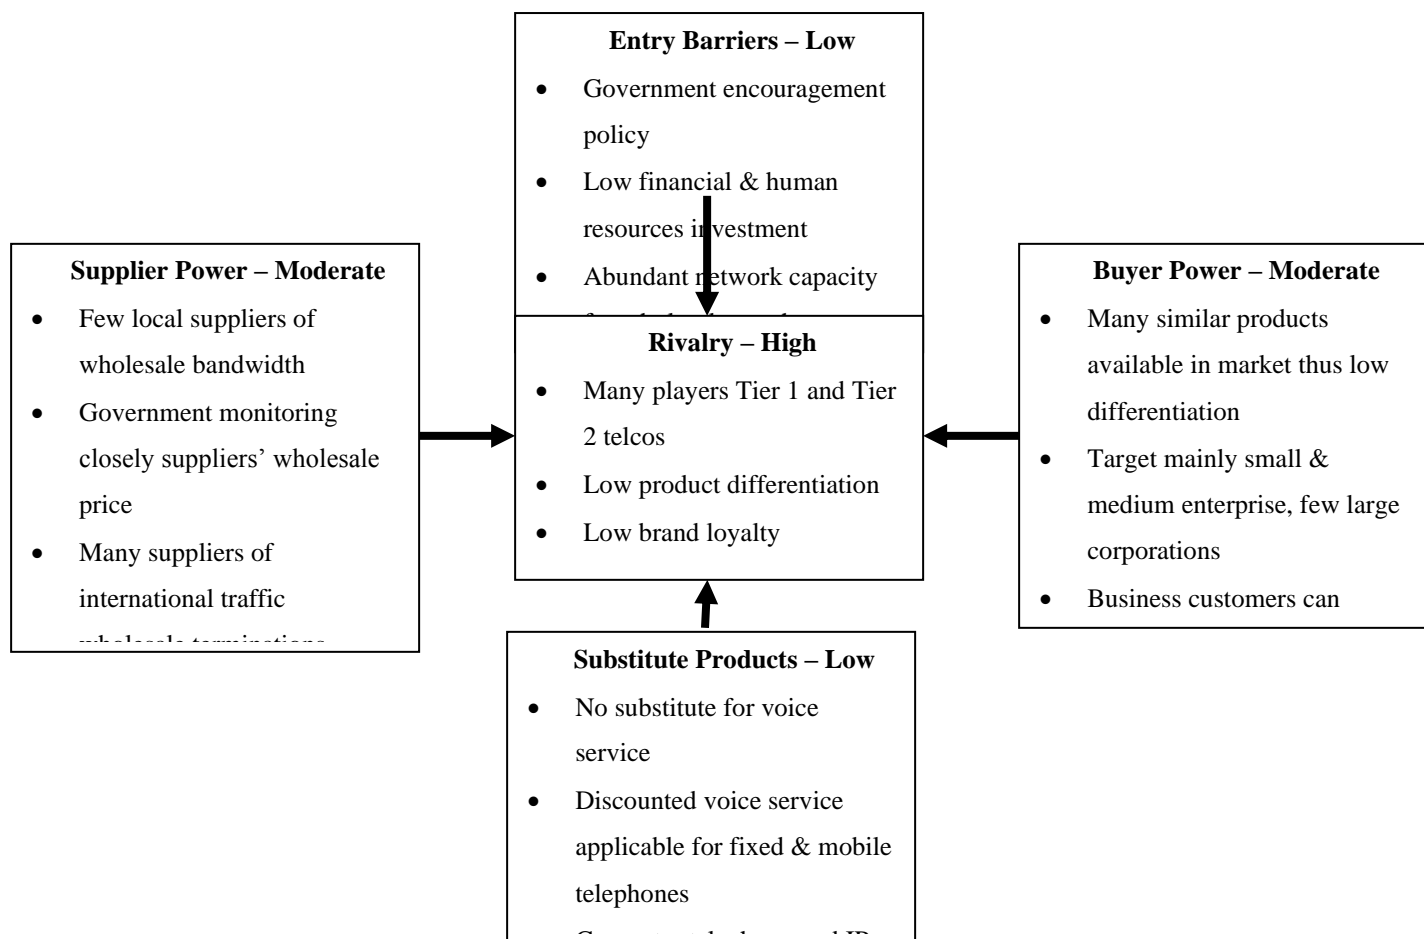 Entry Barriers – Low
• Government encouragement
policy
• Low financial & human
resources investment
• Abundant network capacity
Supplier Power – Moderate
• Few local suppliers of
wholesale bandwidth
• Government monitoring
closely suppliers’ wholesale
price
• Many suppliers of
international traffic
wholesale terminations
Rivalry – High
• Many players Tier 1 and Tier
2 telcos
• Low product differentiation
• Low brand loyalty
Buyer Power – Moderate
• Many similar products
available in market thus low
differentiation
• Target mainly small &
medium enterprise, few large
corporations
• Business customers can
Substitute Products – Low
• No substitute for voice
service
• Discounted voice service
applicable for fixed & mobile
telephones